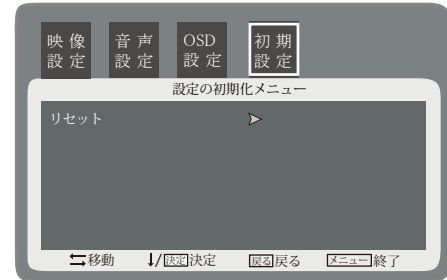 映像
設定
音声
設定
OSD
設定
初期
設定
設定の初期化メニュー
リセット
移動 /決定決定 戻る戻る メニュー終了